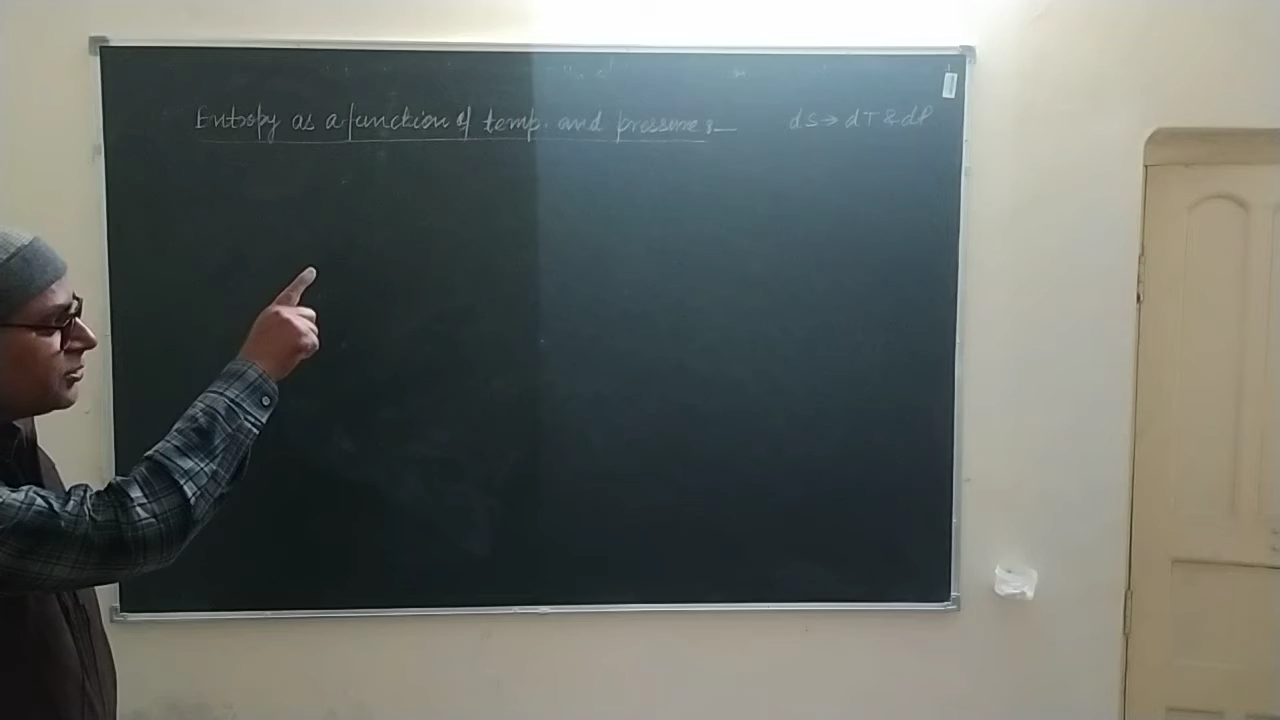 Entropy as a function of temp. and pressure :— dS → dT & dP